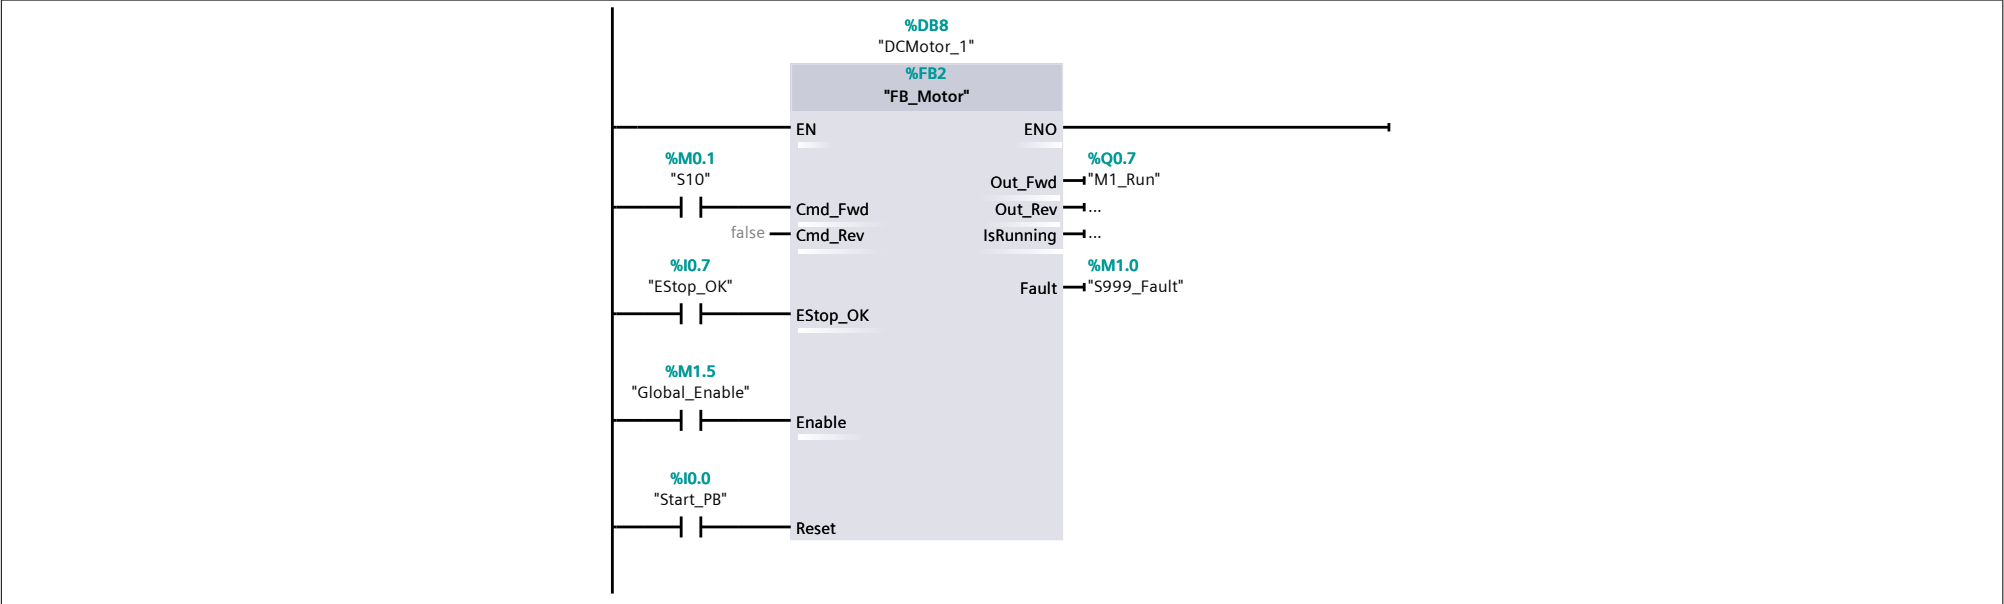 %DB8
"DCMotor_1"
%FB2
"FB_Motor"
EN ENO
%M0.1 %Q0.7
"S10" Out_Fwd "M1_Run"
Cmd_Fwd Out_Rev ...
false Cmd_Rev IsRunning ...
%I0.7 %M1.0
"EStop_OK" Fault "S999_Fault"
EStop_OK
%M1.5
"Global_Enable"
Enable
%I0.0
"Start_PB"
Reset